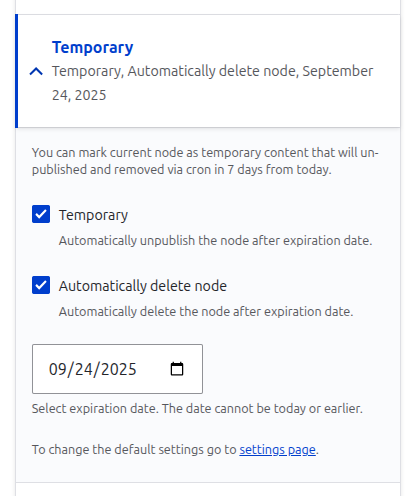 Temporary
Temporary, Automatically delete node, September
24, 2025
You can mark current node as temporary content that will un-
published and removed via cron in 7 days from today.
Temporary
Automatically unpublish the node after expiration date.
Automatically delete node
Automatically delete the node after expiration date.
09/24/2025
Select expiration date. The date cannot be today or earlier.
To change the default settings go to settings page.